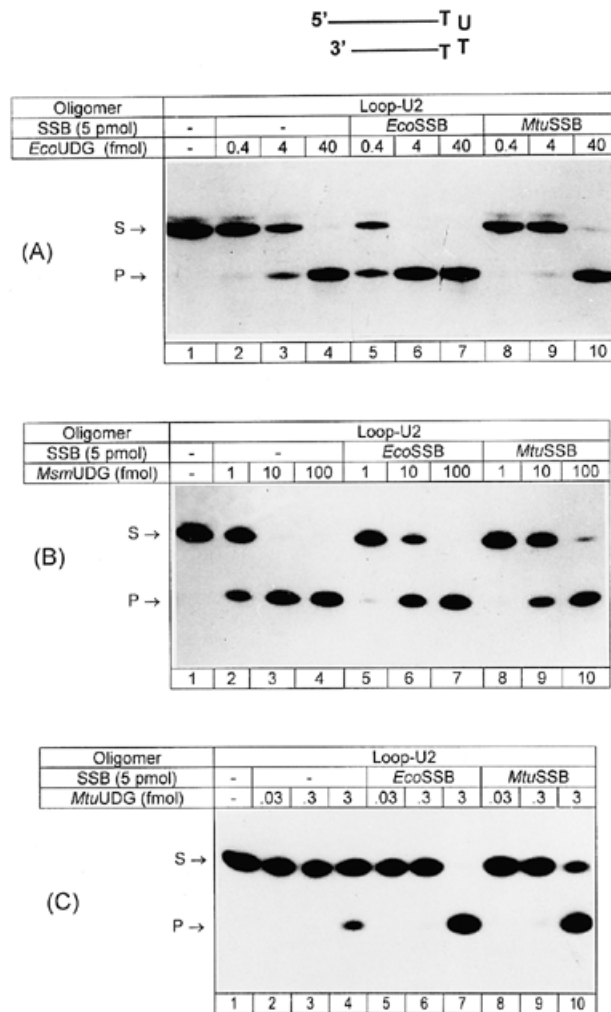 5' T U
3' T T
Oligomer Loop-U2
SSB (5 pmol) - - EcoSSB MtuSSB
EcoUDG (fmol) - 0.4 4 40 0.4 4 40 0.4 4 40
S →
(A)
P →
1 2 3 4 5 6 7 8 9 10
Oligomer Loop-U2
SSB (5 pmol) - - EcoSSB MtuSSB
MsmUDG (fmol) - 1 10 100 1 10 100 1 10 100
S →
(B)
P →
1 2 3 4 5 6 7 8 9 10
Oligomer Loop-U2
SSB (5 pmol) - - EcoSSB MtuSSB
MtuUDG (fmol) - .03 .3 3 .03 .3 3 .03 .3 3
S →
(C)
P →
1 2 3 4 5 6 7 8 9 10